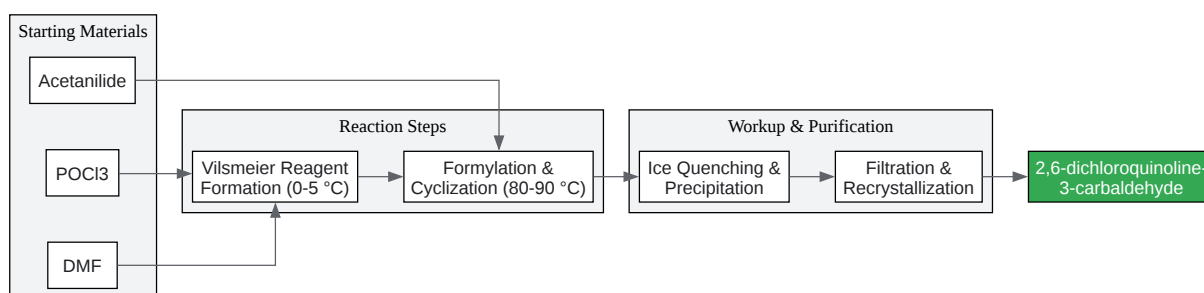 Starting Materials
Acetanilide
POCl3
DMF
Reaction Steps
Vilsmeier Reagent
Formation (0-5 °C)
Formylation &
Cyclization (80-90 °C)
Workup & Purification
Ice Quenching &
Precipitation
Filtration &
Recrystallization
2,6-dichloroquinoline-
3-carbaldehyde